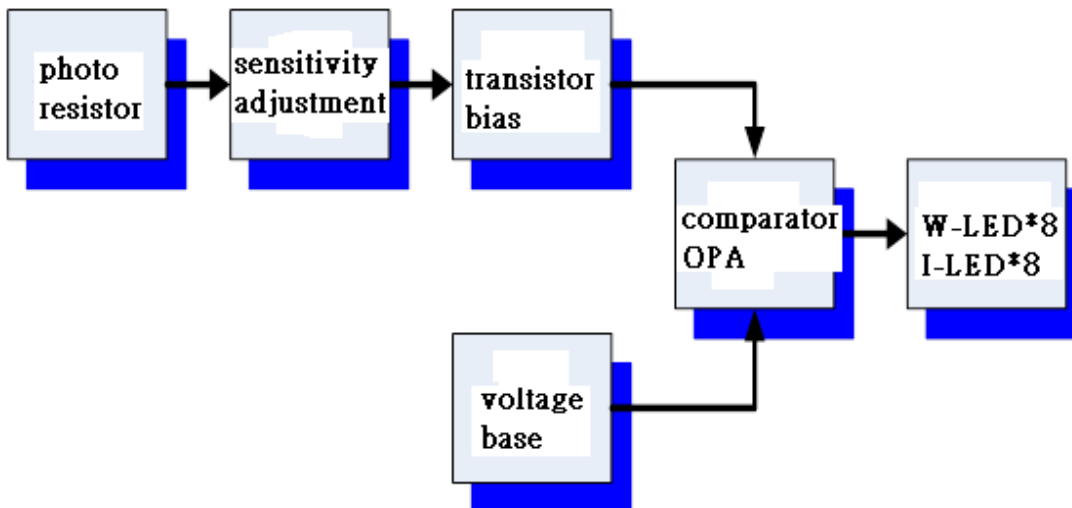 photo
resistor
sensitivity
adjustment
transistor
bias
comparator
OPA
W-LED*8
I-LED*8
voltage
base